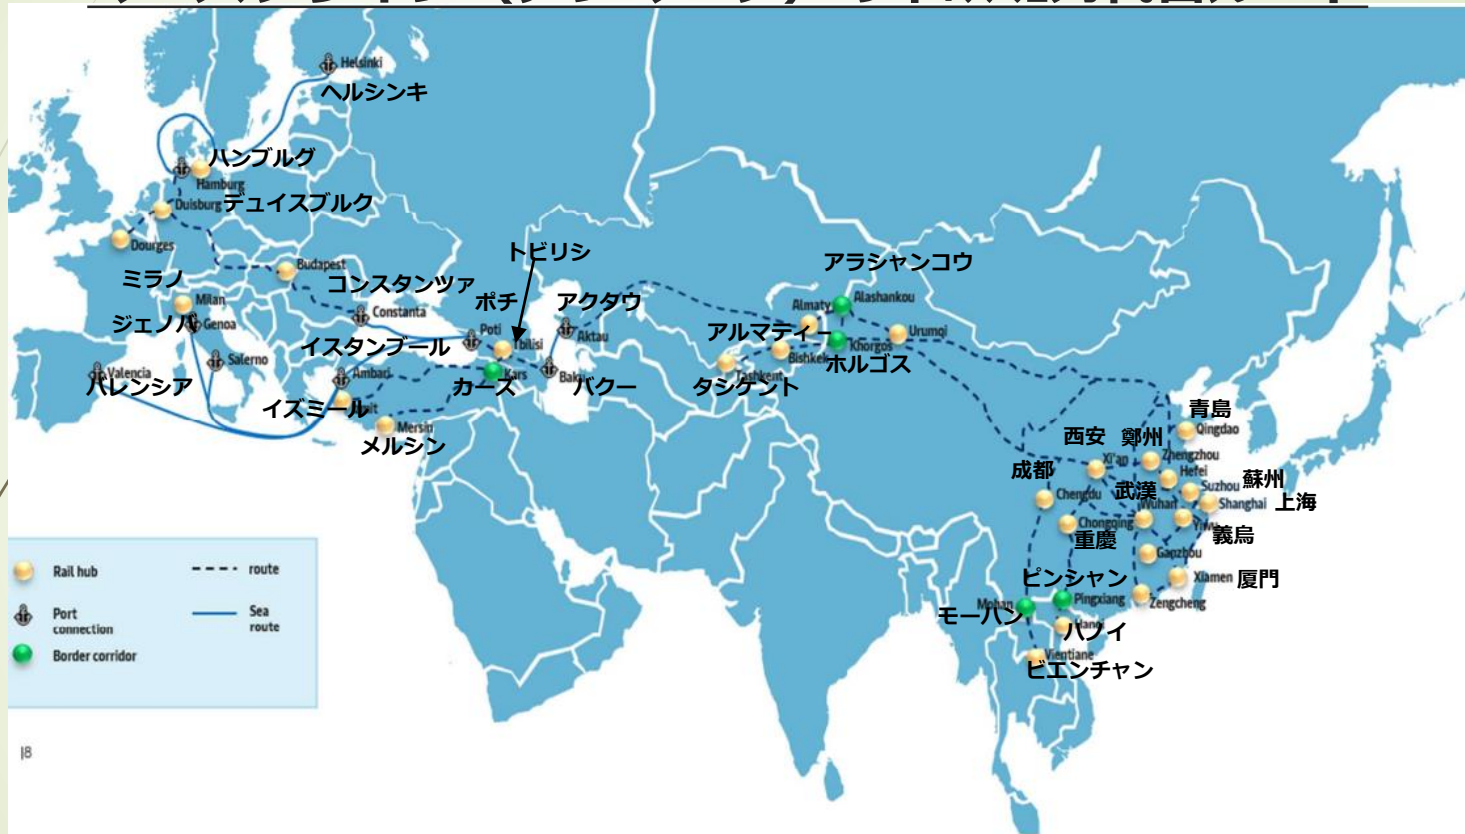 Helsinki
ヘルシンキ
ハンブルグ
Hamburg
Duisburg デュイスブルク
Dourges
トビリシ
Budapest
アラシャンコウ
ミラノ
コンスタンツァ
ポチ
アクタウ
Milan
Almaty
Alashankou
ジェノバ
Genoa
Constanta
Poti
アルマティー
Urumqi
イスタンブール
Tbilisi
Aktau
Bishkek
Khorgos
ホルゴス
Salerno
Valencia
バレンシア
Ambarli
カーズ
Kars
Baku
バクー
タシケント
Tashkent
イズミール
メルシン
Mersin
青島
Qingdao
西安
鄭州
Xi'an
Zhengzhou
成都
Hefei
武漢
Suzhou
蘇州
Chengdu
Wuhan
Shanghai
上海
Chongqing
Yiwu
義烏
重慶
Ganzhou
ピンシャン
Xiamen
厦門
モーハン
Mohan
Pingxiang
Zengcheng
Hanoi
ハノイ
Vientiane
ビエンチャン
Rail hub
route
Port
connection
Sea
route
Border corridor